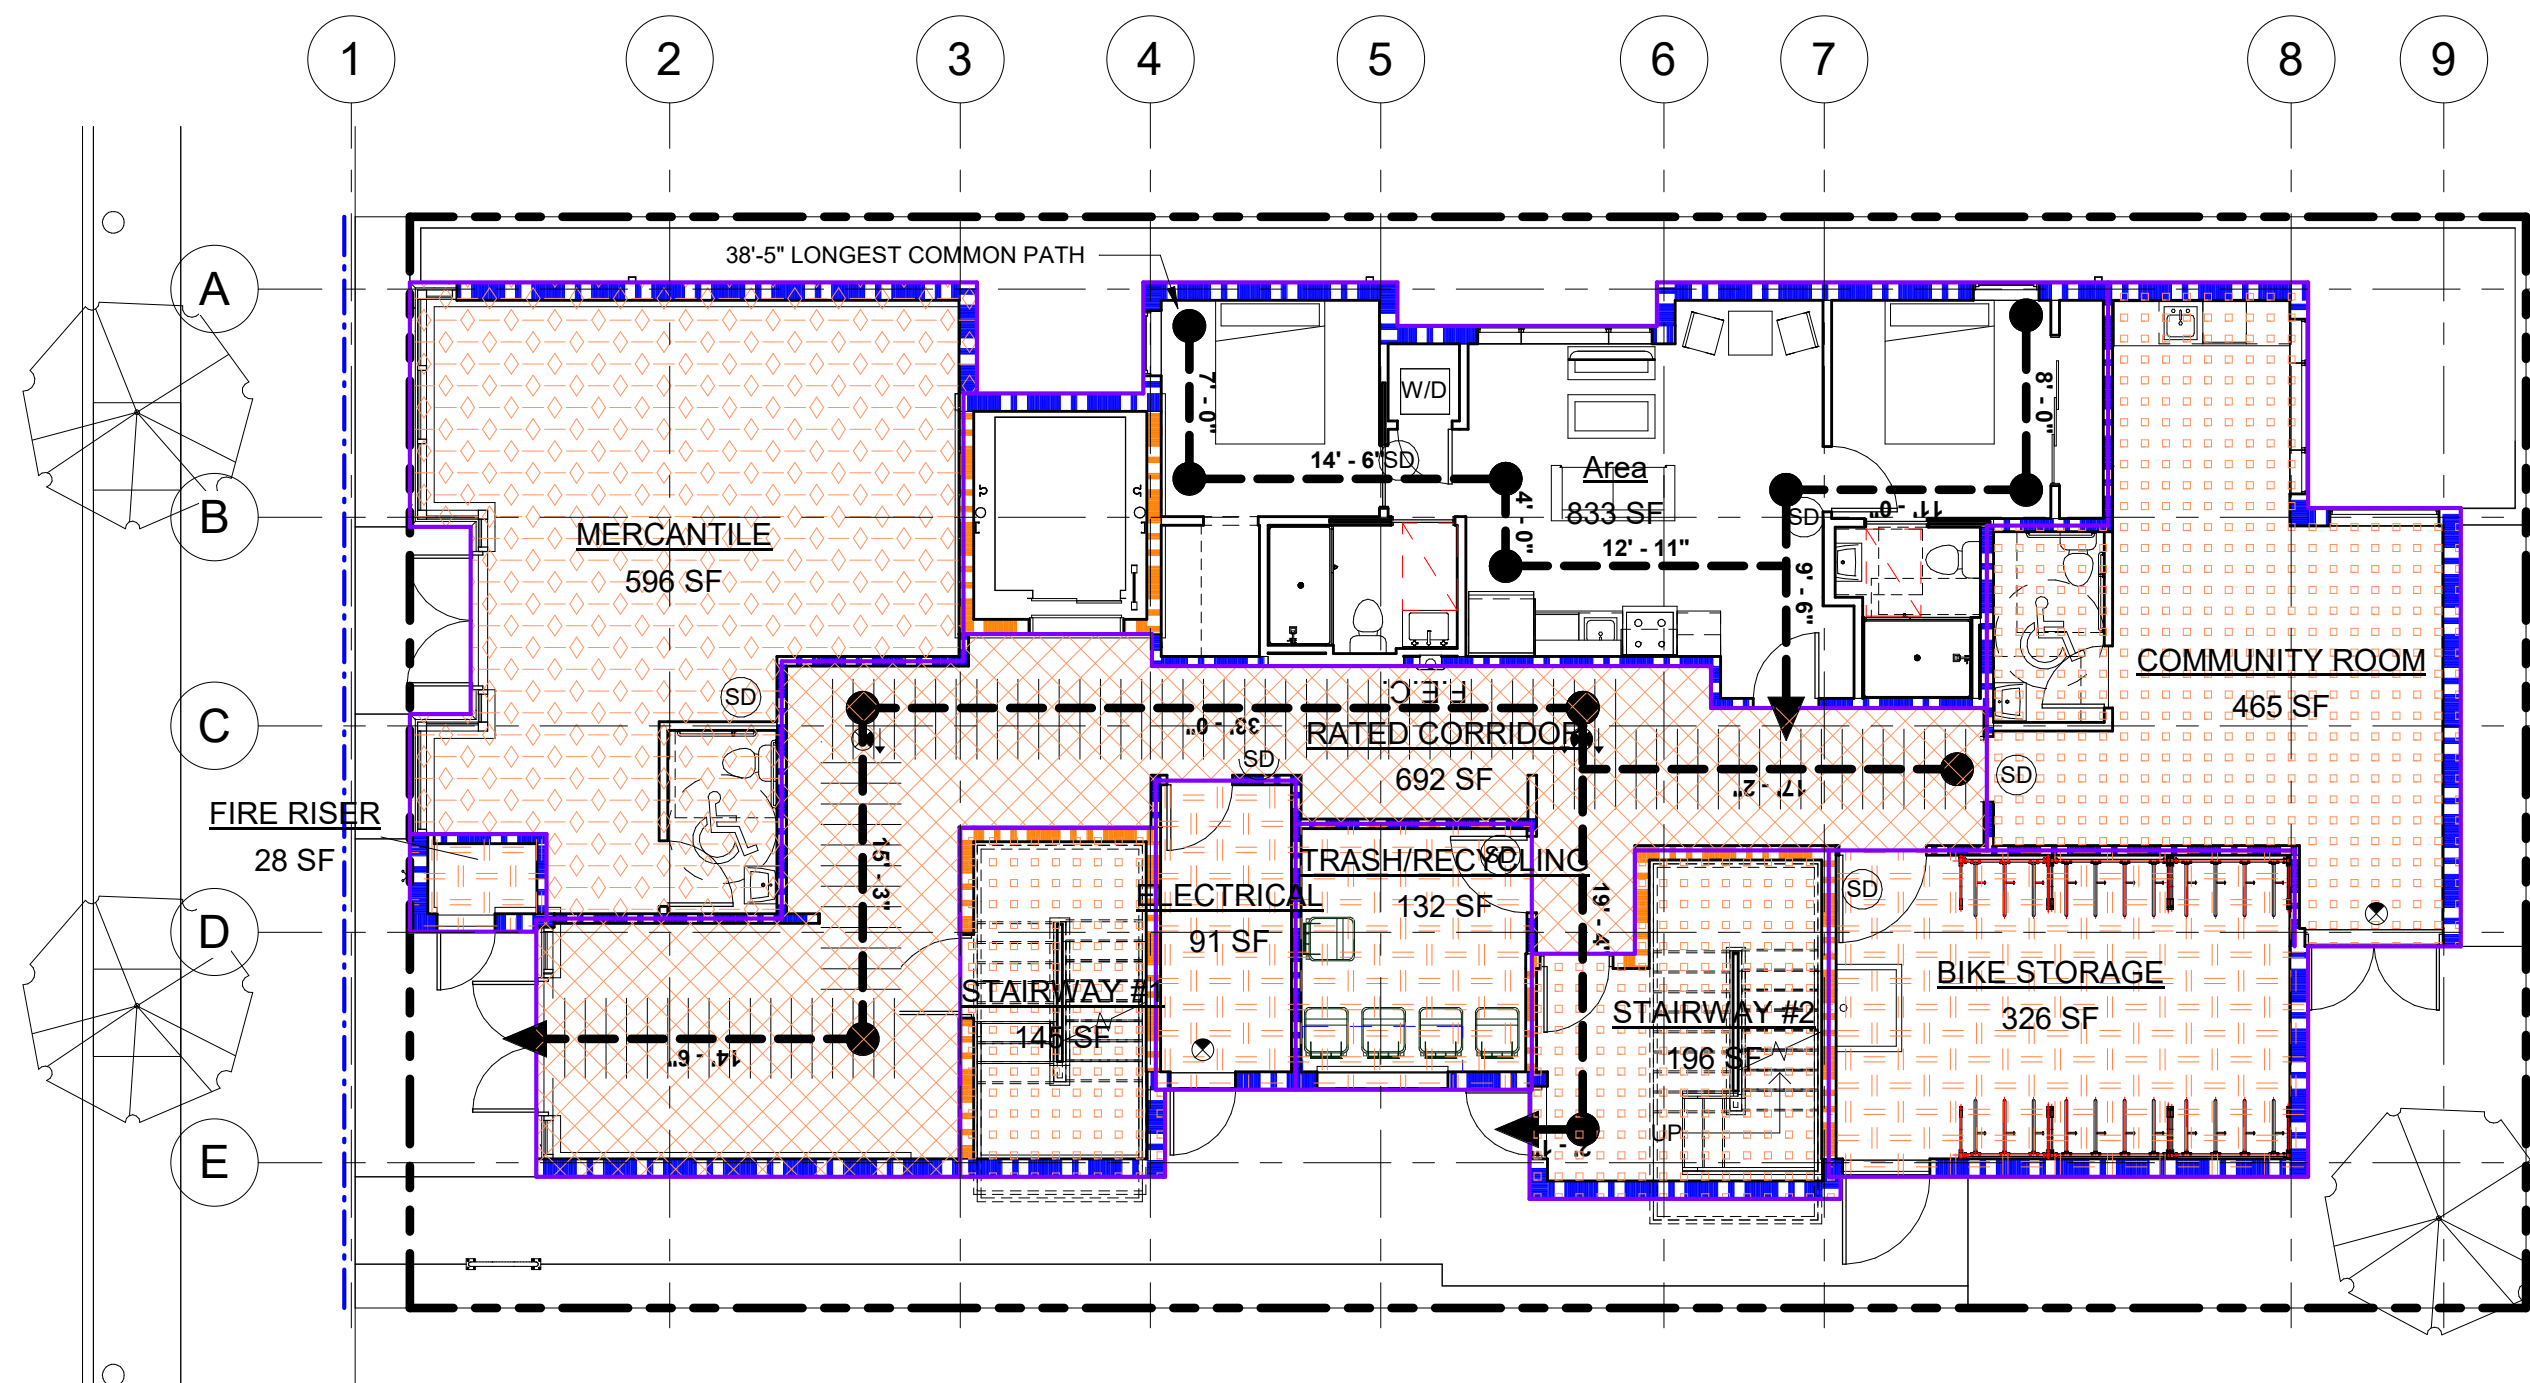 1
2
3
4
5
6
7
8
9
A
B
C
D
E
38'-5" LONGEST COMMON PATH
7' - 0"
14' - 6"
SD
W/D
4' - 0"
12' - 11"
Area
833 SF
8' - 0"
11' - 0"
SD
9' - 6"
MERCANTILE
596 SF
SD
COMMUNITY ROOM
465 SF
SD
F.E.C.
33' - 0"
RATED CORRIDOR
692 SF
SD
17' - 2"
FIRE RISER
28 SF
15' - 3"
14' - 6"
STAIRWAY #1
145 SF
ELECTRICAL
91 SF
TRASH/RECYCLING
132 SF
SD
19' - 4"
STAIRWAY #2
196 SF
UP
SD
BIKE STORAGE
326 SF